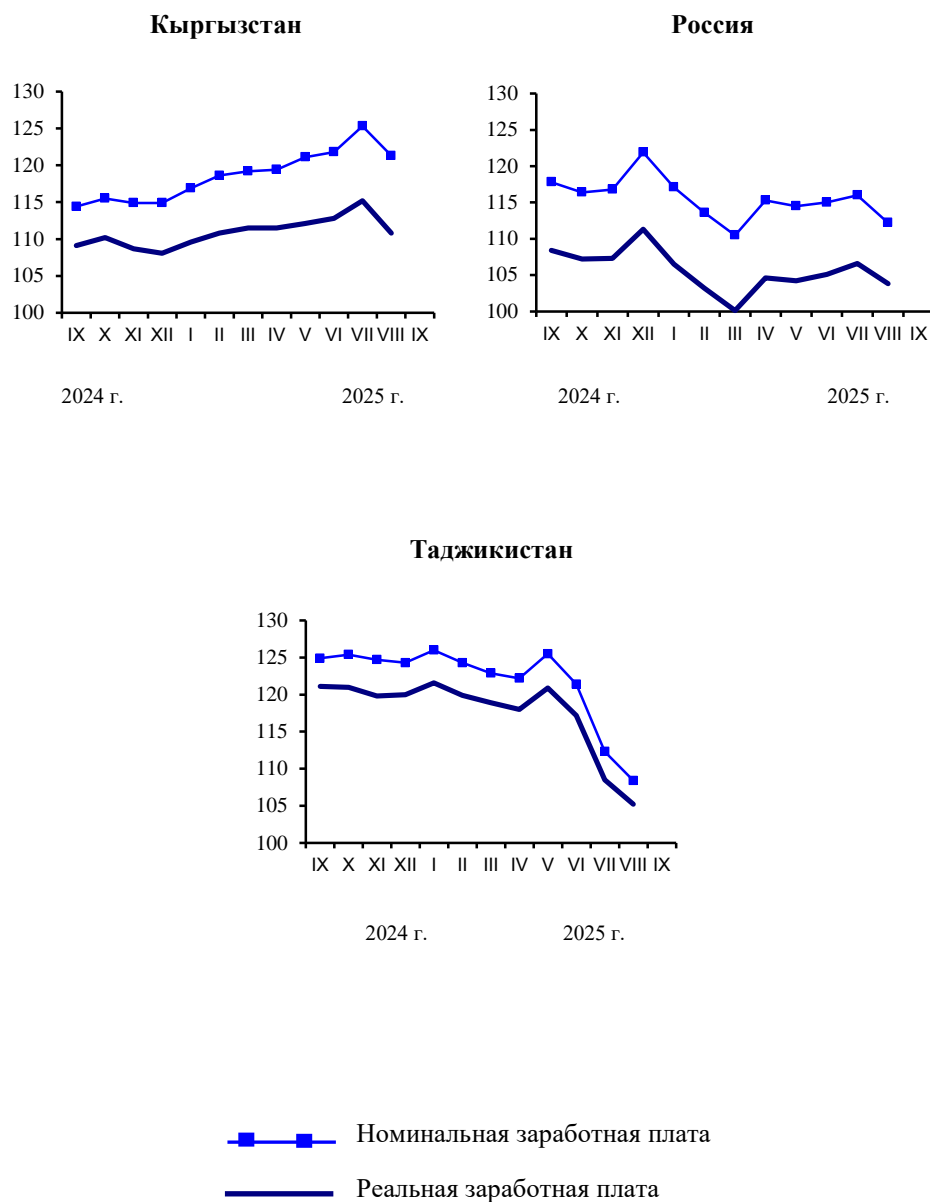 Кыргызстан
130
125
120
115
110
105
100
IX X XI XII I II III IV V VI VII VIII IX
2024 г. 2025 г.
Россия
130
125
120
115
110
105
100
IX X XI XII I II III IV V VI VII VIII IX
2024 г. 2025 г.
Таджикистан
130
125
120
115
110
105
100
IX X XI XII I II III IV V VI VII VIII IX
2024 г. 2025 г.
Номинальная заработная плата
Реальная заработная плата